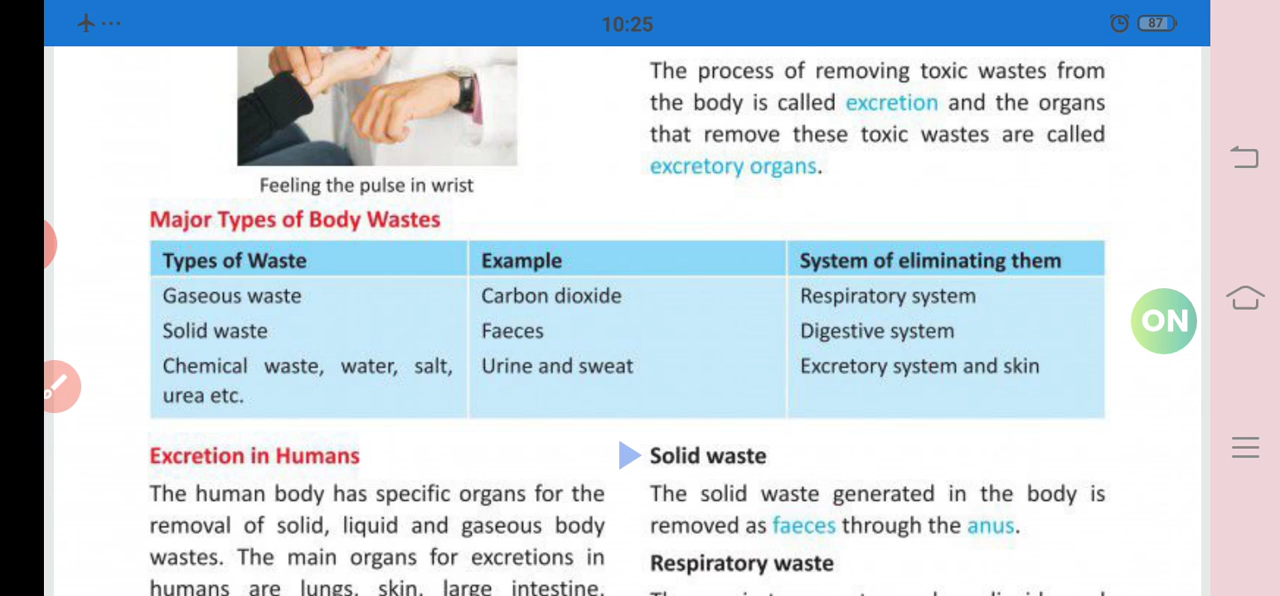 10:25
87
The process of removing toxic wastes from
the body is called excretion and the organs
that remove these toxic wastes are called
excretory organs.
Feeling the pulse in wrist
Major Types of Body Wastes
Types of Waste Example System of eliminating them
Gaseous waste Carbon dioxide Respiratory system
Solid waste Faeces Digestive system
Chemical waste, water, salt, Urine and sweat Excretory system and skin
urea etc.
ON
Excretion in Humans
The human body has specific organs for the
removal of solid, liquid and gaseous body
wastes. The main organs for excretions in
humans are lungs, skin, large intestine,
Solid waste
The solid waste generated in the body is
removed as faeces through the anus.
Respiratory waste